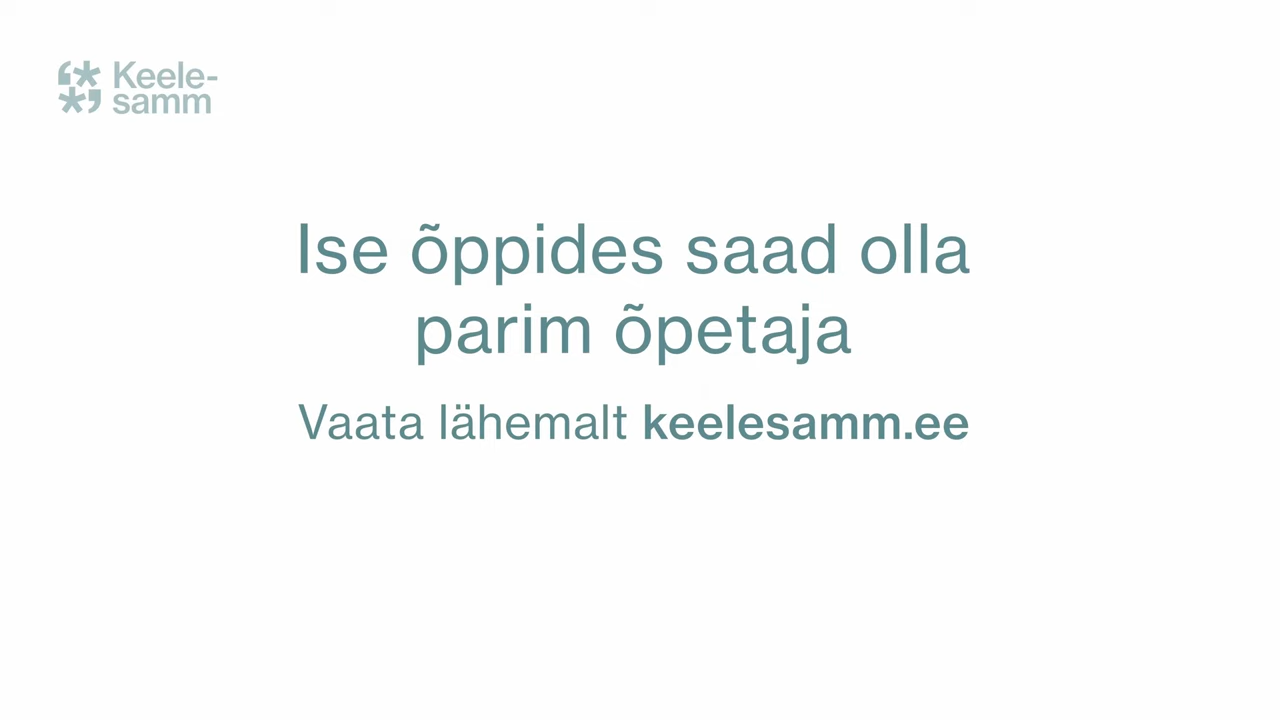 Keele-
samm
Ise õppides saad olla
parim õpetaja
Vaata lähemalt keelesamm.ee